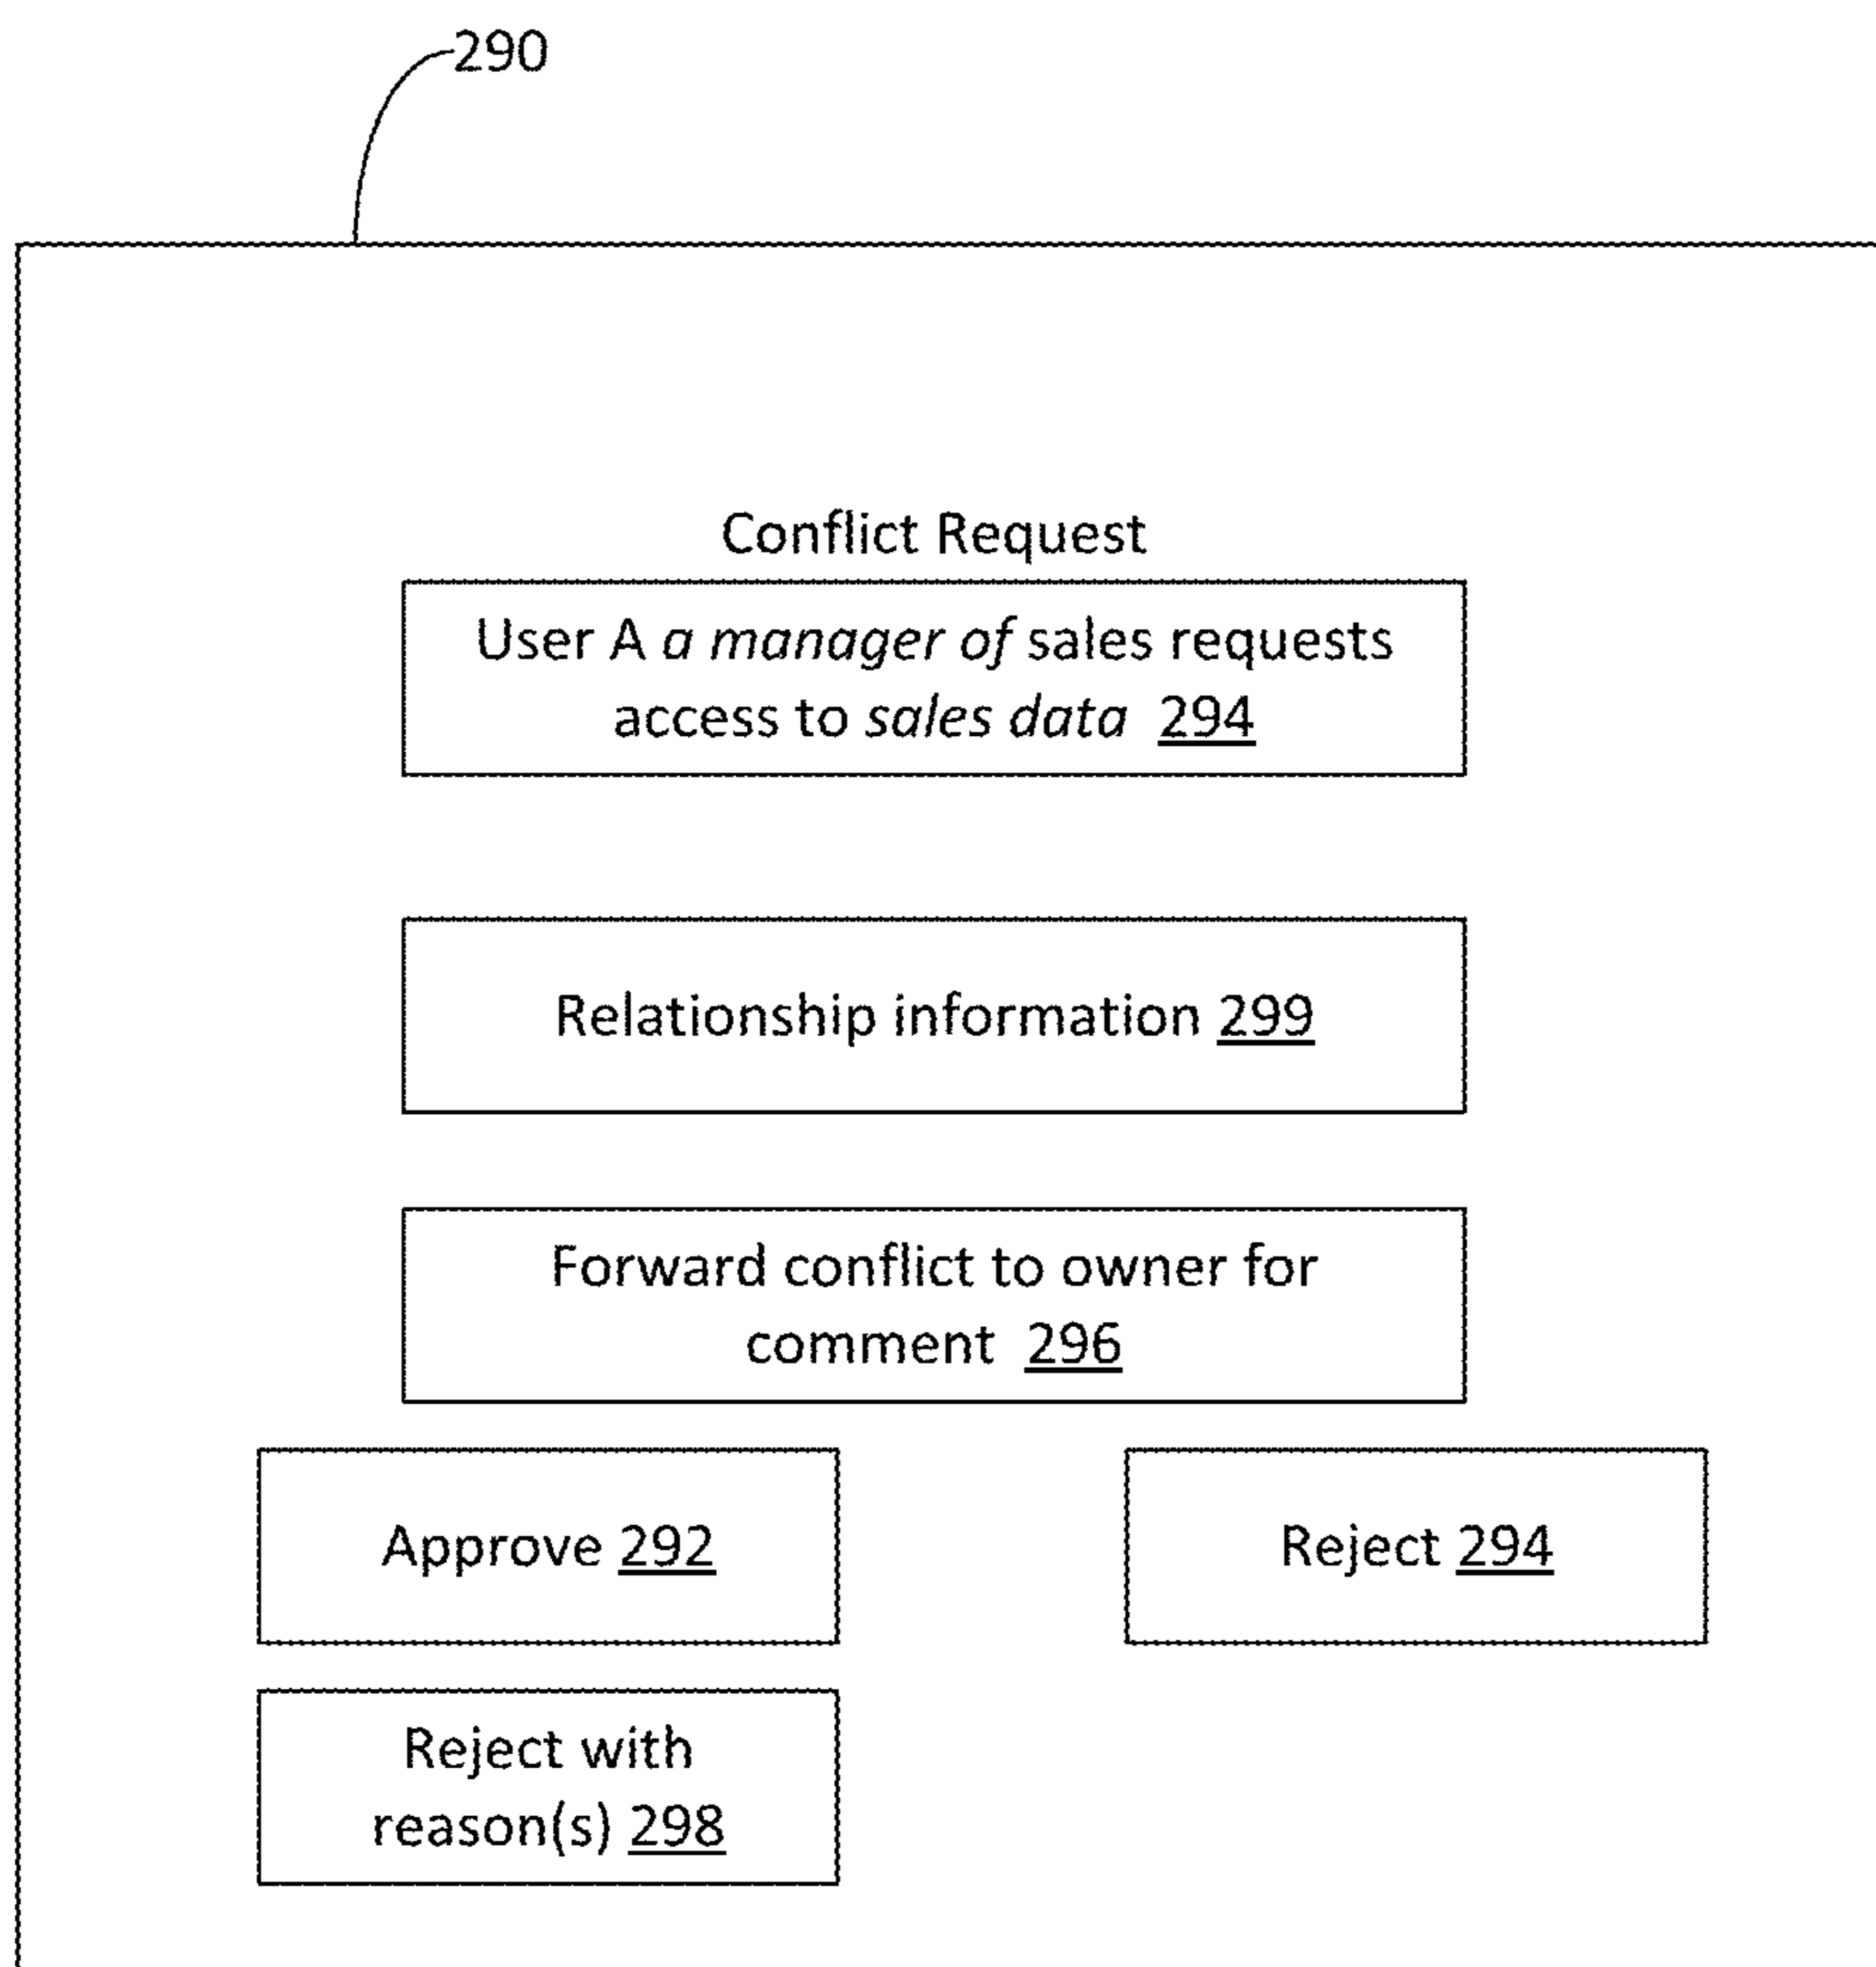 290
Conflict Request
User A a manager of sales requests
access to sales data 294
Relationship information 299
Forward conflict to owner for
comment 296
Approve 292
Reject 294
Reject with
reason(s) 298